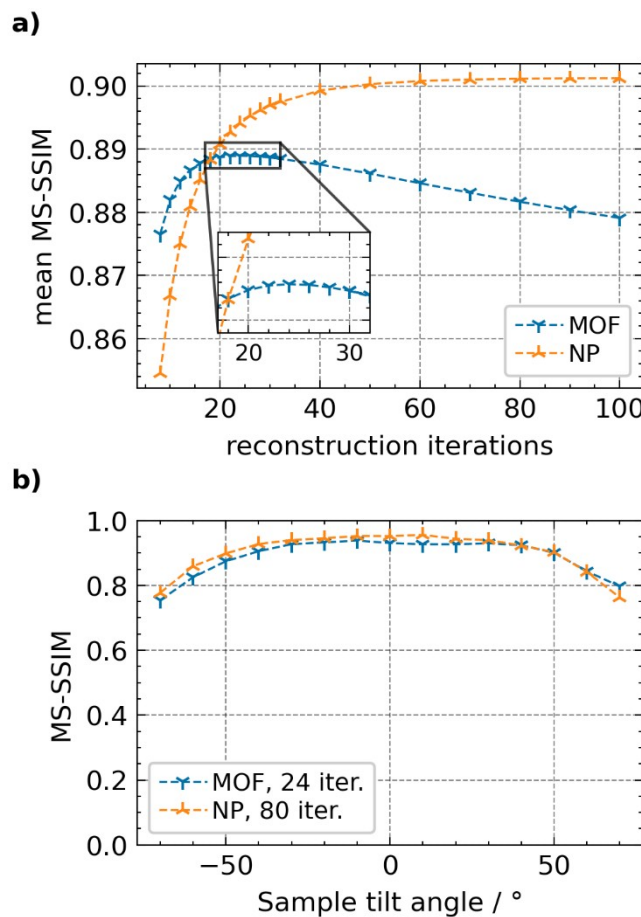 a)
mean MS-SSIM
0.90
0.89
0.88
0.87
0.86
20 30
MOF
NP
20 40 60 80 100
reconstruction iterations
b)
MS-SSIM
1.0
0.8
0.6
0.4
0.2
0.0
MOF, 24 iter.
NP, 80 iter.
−50 0 50
Sample tilt angle / °